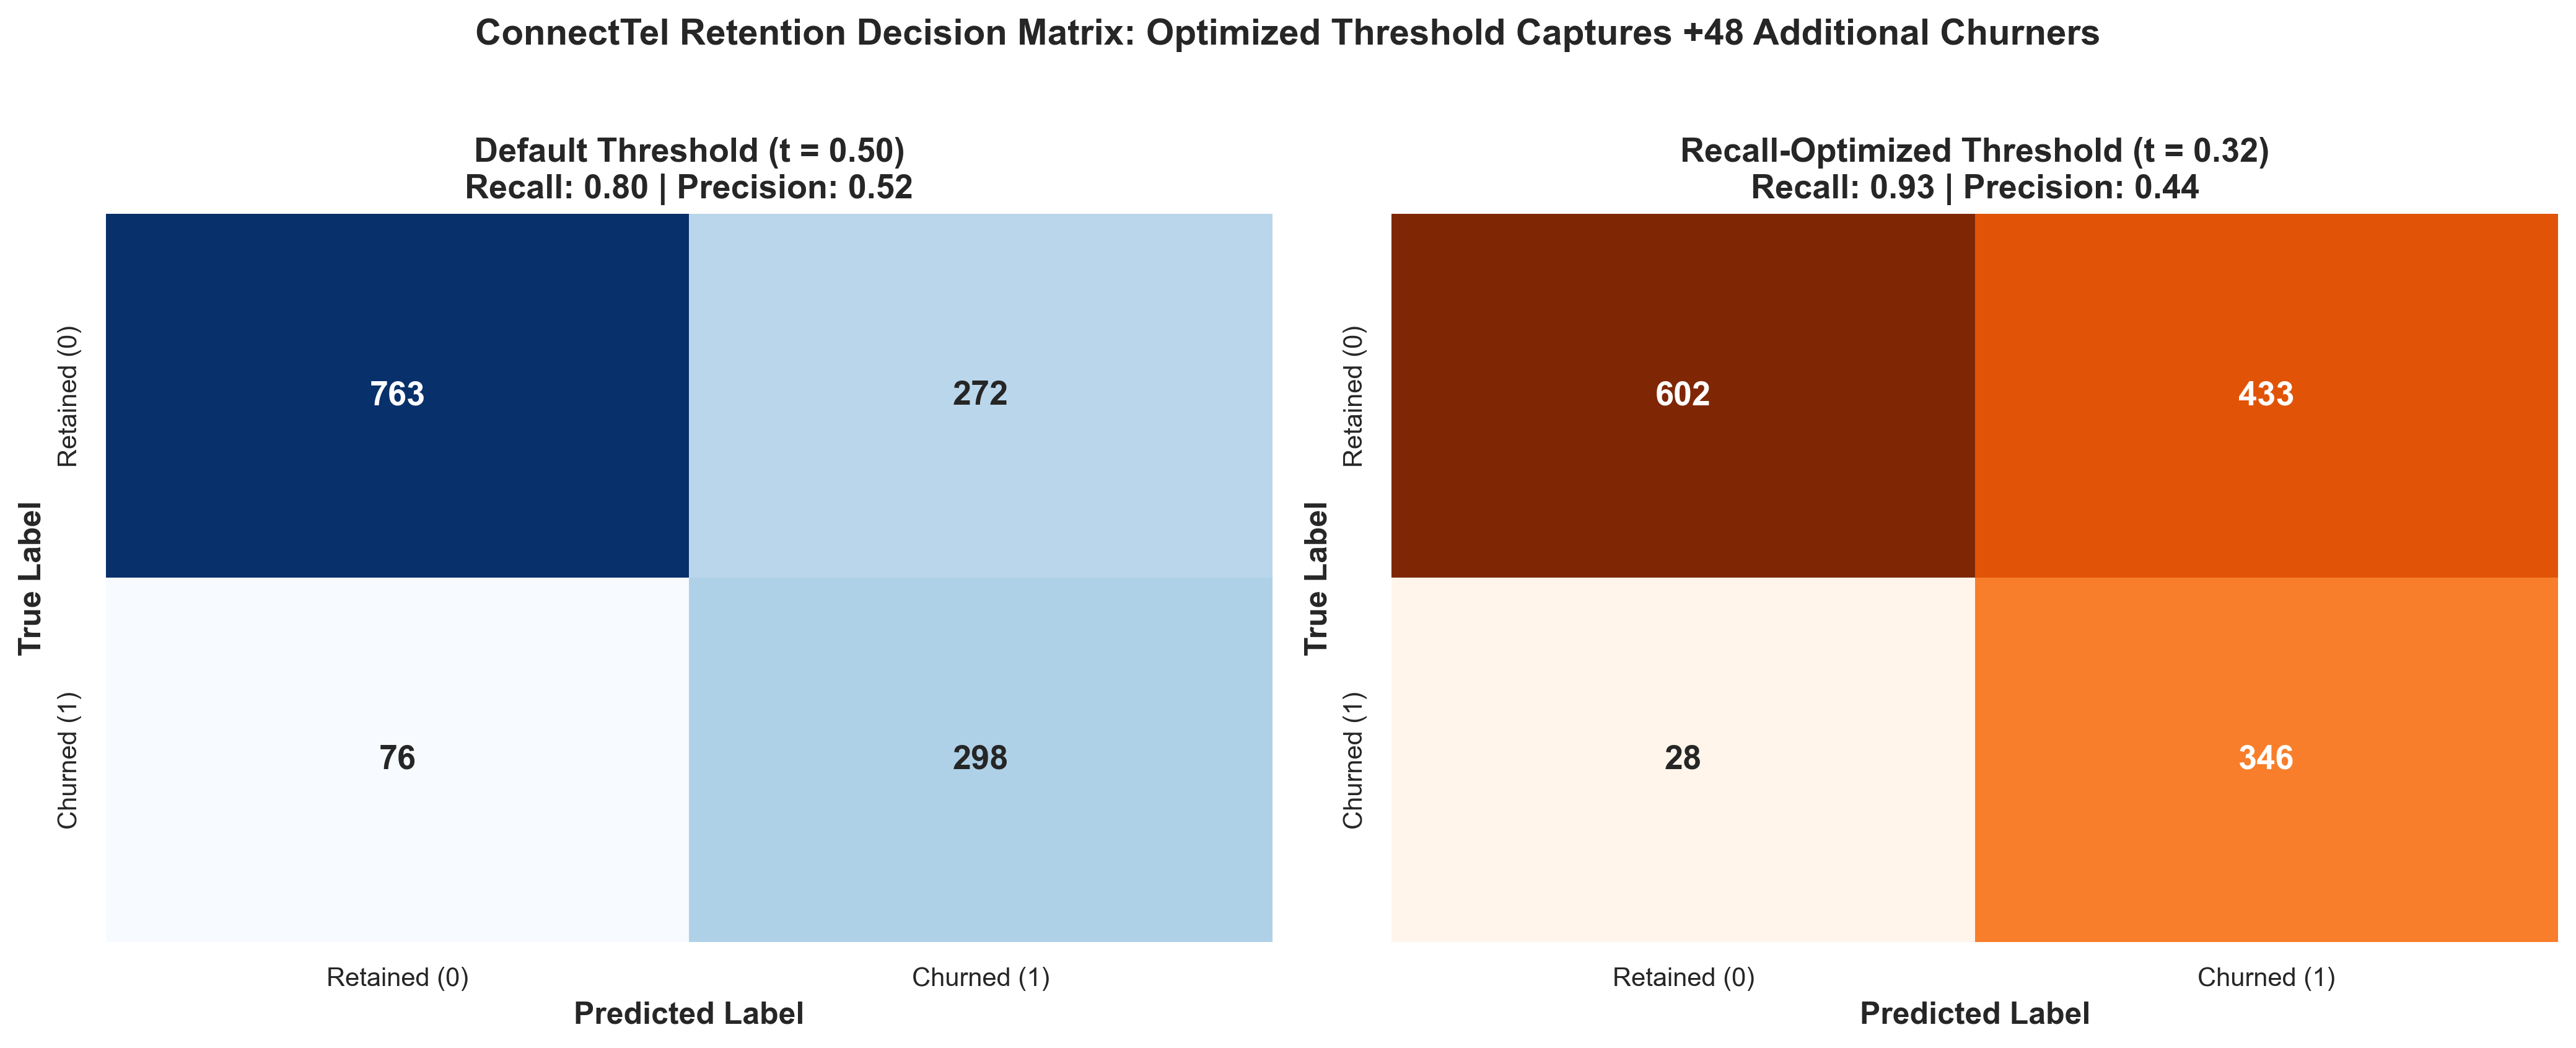 ConnectTel Retention Decision Matrix: Optimized Threshold Captures +48 Additional Churners
Default Threshold (t = 0.50)
Recall: 0.80 | Precision: 0.52
True Label
Retained (0)
Churned (1)
763
272
76
298
Retained (0)
Churned (1)
Predicted Label
Recall-Optimized Threshold (t = 0.32)
Recall: 0.93 | Precision: 0.44
True Label
Retained (0)
Churned (1)
602
433
28
346
Retained (0)
Churned (1)
Predicted Label